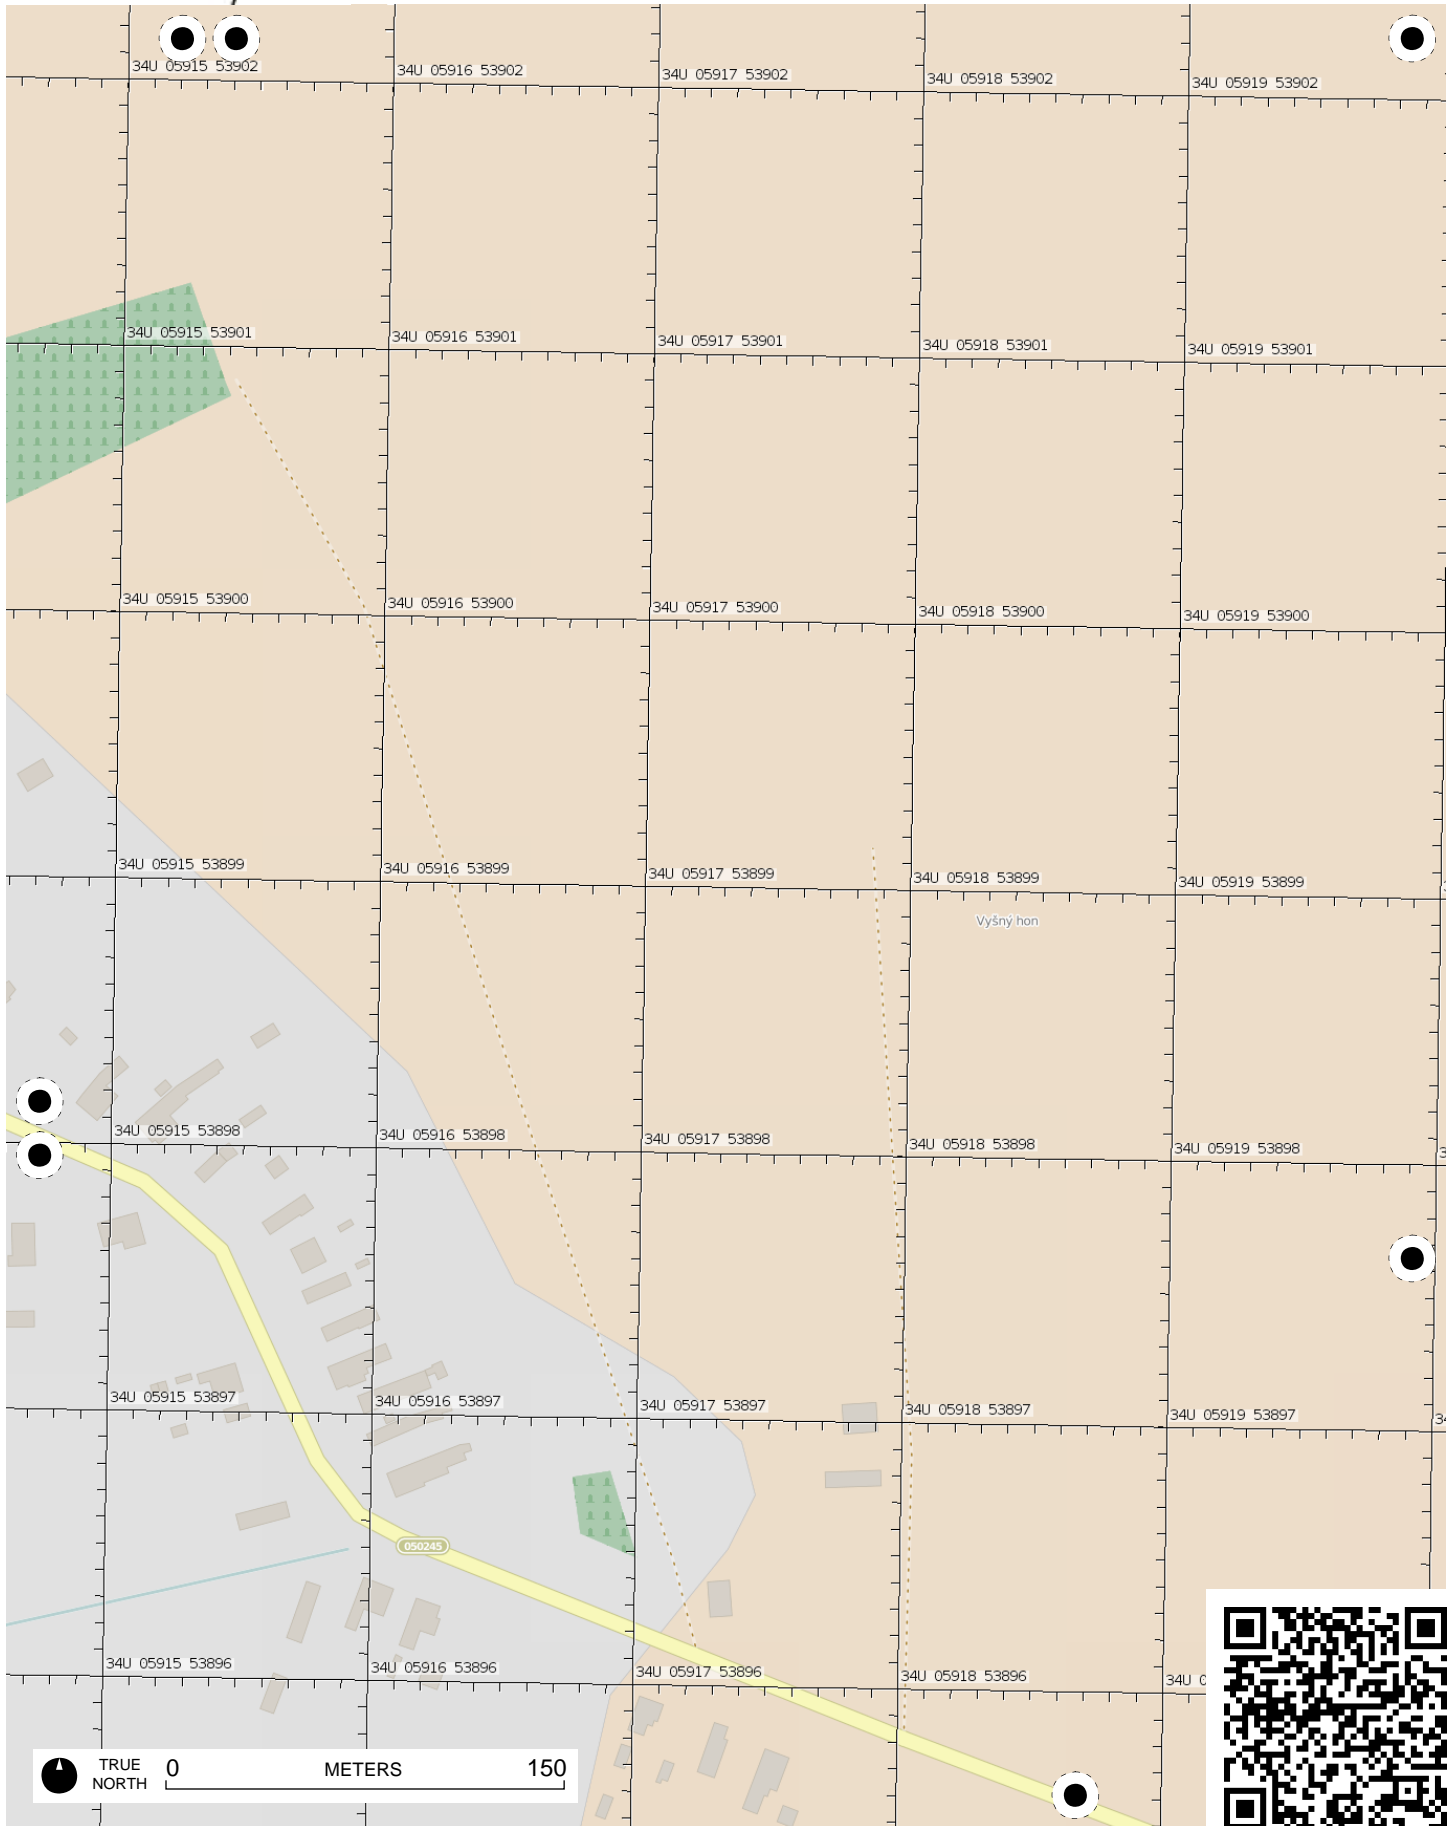 34U 05915 53902
34U 05916 53902
34U 05917 53902
34U 05918 53902
34U 05919 53902
34U 05915 53901
34U 05916 53901
34U 05917 53901
34U 05918 53901
34U 05919 53901
34U 05915 53900
34U 05916 53900
34U 05917 53900
34U 05918 53900
34U 05919 53900
34U 05915 53899
34U 05916 53899
34U 05917 53899
34U 05918 53899
34U 05919 53899
Vyšný hon
34U 05915 53898
34U 05916 53898
34U 05917 53898
34U 05918 53898
34U 05919 53898
34U 05915 53897
34U 05916 53897
34U 05917 53897
34U 05918 53897
34U 05919 53897
050245
34U 05915 53896
34U 05916 53896
34U 05917 53896
34U 05918 53896
34U
TRUE NORTH
0 METERS 150